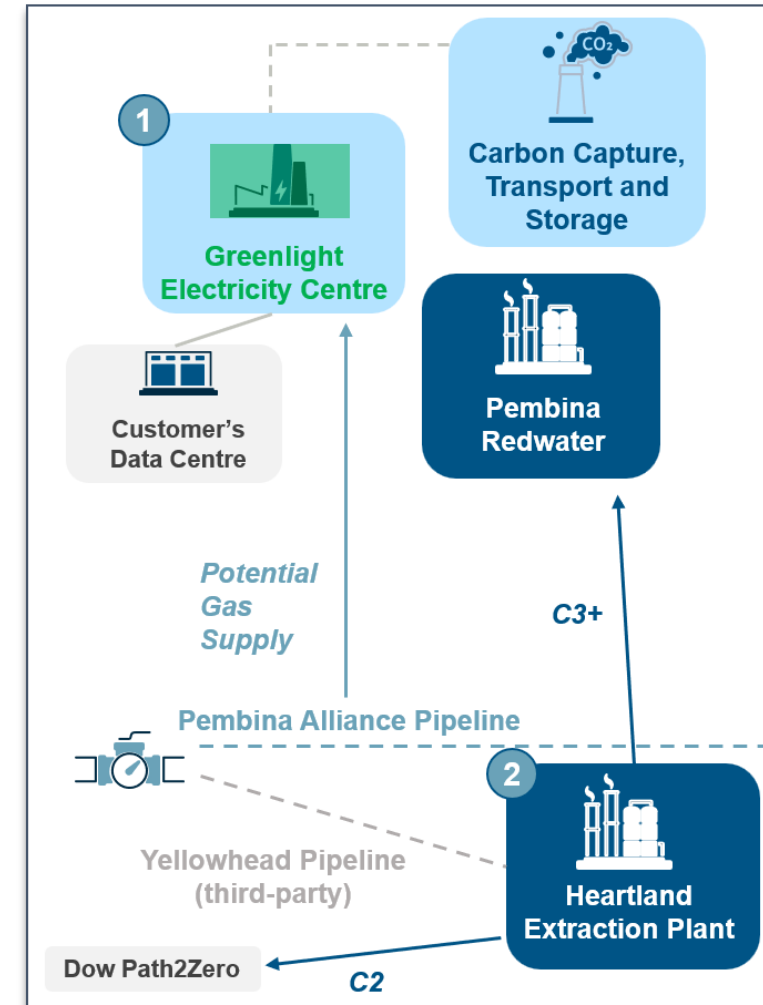 CO₂
1
Carbon Capture,
Transport and
Storage
Greenlight
Electricity Centre
Pembina
Redwater
Customer's
Data Centre
Potential
Gas
Supply
C3+
Pembina Alliance Pipeline
2
Yellowhead Pipeline
(third-party)
Heartland
Extraction Plant
Dow Path2Zero
C2